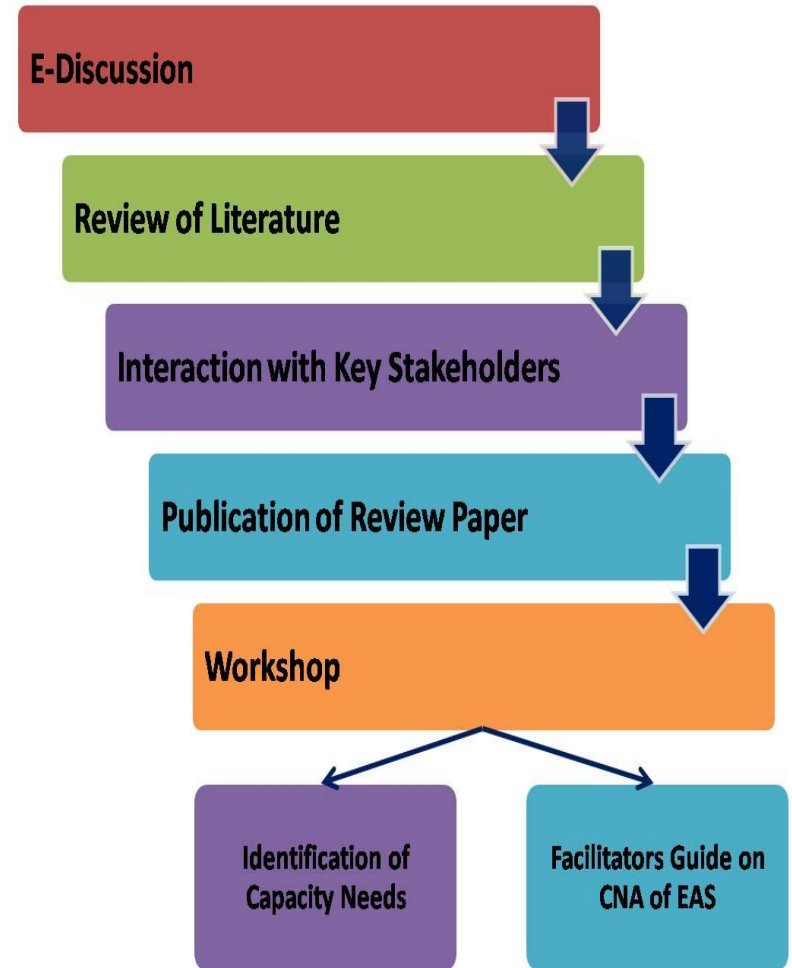 E-Discussion
Review of Literature
Interaction with Key Stakeholders
Publication of Review Paper
Workshop
Identification of
Capacity Needs
Facilitators Guide on
CNA of EAS